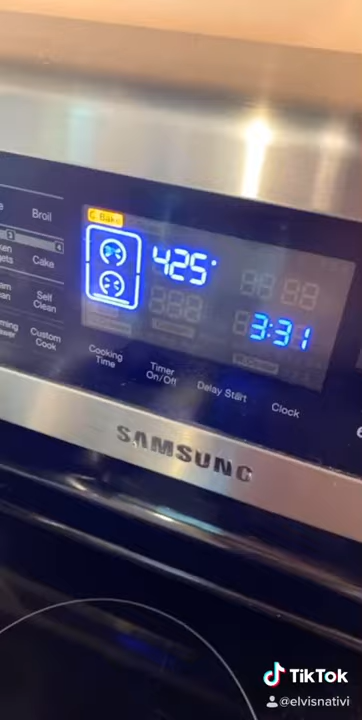 Broil
C. Bake
425°
Cake
Self
Clean
3:31
Custom
Cook
Cooking
Time
Timer
On/Off
Delay Start
Clock
SAMSUNG
TikTok
@elvisnativi